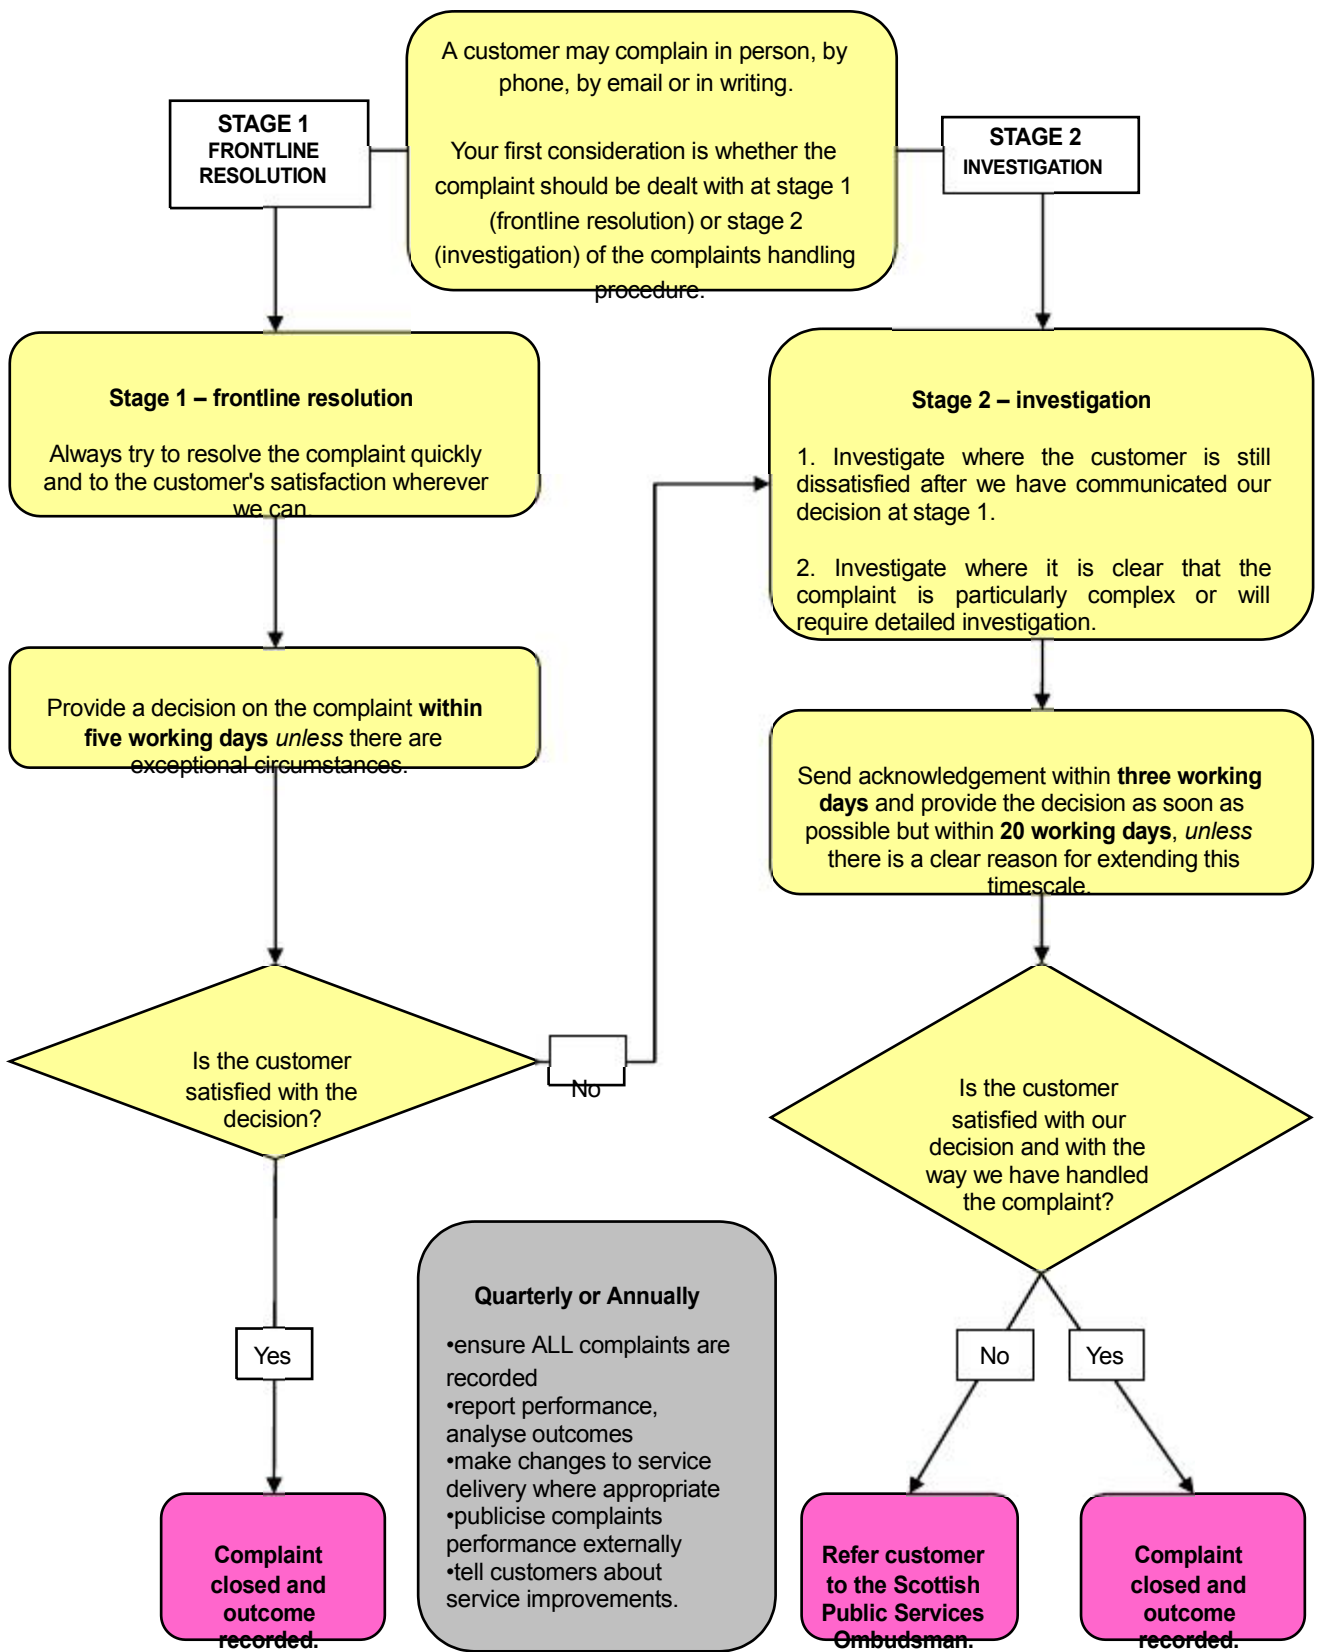 A customer may complain in person, by
phone, by email or in writing.
Your first consideration is whether the
complaint should be dealt with at stage 1
(frontline resolution) or stage 2
(investigation) of the complaints handling
procedure.
STAGE 1
FRONTLINE
RESOLUTION
STAGE 2
INVESTIGATION
Stage 1 – frontline resolution
Always try to resolve the complaint quickly
and to the customer's satisfaction wherever
we can.
Stage 2 – investigation
1. Investigate where the customer is still
dissatisfied after we have communicated our
decision at stage 1.
2. Investigate where it is clear that the
complaint is particularly complex or will
require detailed investigation.
Provide a decision on the complaint within
five working days unless there are
exceptional circumstances.
Send acknowledgement within three working
days and provide the decision as soon as
possible but within 20 working days, unless
there is a clear reason for extending this
timescale.
Is the customer
satisfied with the
decision?
No
Is the customer
satisfied with our
decision and with the
way we have handled
the complaint?
Yes
Quarterly or Annually
•ensure ALL complaints are
recorded
•report performance,
analyse outcomes
•make changes to service
delivery where appropriate
•publicise complaints
performance externally
•tell customers about
service improvements.
No
Yes
Complaint
closed and
outcome
recorded.
Refer customer
to the Scottish
Public Services
Ombudsman.
Complaint
closed and
outcome
recorded.